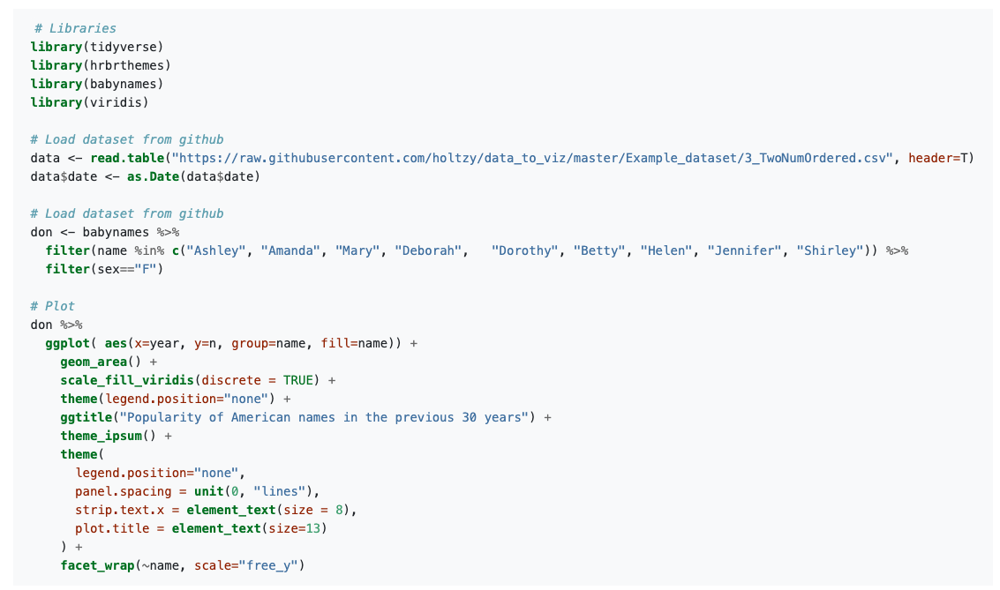 # Libraries
library(tidyverse)
library(hrbrthemes)
library(babynames)
library(viridis)

# Load dataset from github
data <- read.table("https://raw.githubusercontent.com/holtzy/data_to_viz/master/Example_dataset/3_TwoNumOrdered.csv", header=T)
data$date <- as.Date(data$date)

# Load dataset from github
don <- babynames %>%
  filter(name %in% c("Ashley", "Amanda", "Mary", "Deborah",   "Dorothy", "Betty", "Helen", "Jennifer", "Shirley")) %>%
  filter(sex=="F")

# Plot
don %>%
  ggplot( aes(x=year, y=n, group=name, fill=name)) +
    geom_area() +
    scale_fill_viridis(discrete = TRUE) +
    theme(legend.position="none") +
    ggtitle("Popularity of American names in the previous 30 years") +
    theme_ipsum() +
    theme(
      legend.position="none",
      panel.spacing = unit(0, "lines"),
      strip.text.x = element_text(size = 8),
      plot.title = element_text(size=13)
    ) +
    facet_wrap(~name, scale="free_y")